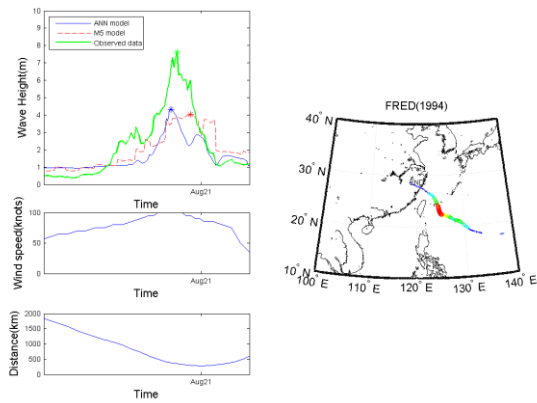 ANN model
M5 model
Observed data
10
9
8
7
6
5
4
3
2
1
0
Wave Height(m)
Aug21
Time
100
50
0
Wind speed(knots)
Aug21
Time
2000
1500
1000
500
0
Distance(km)
Aug21
Time
FRED(1994)
40° N
30° N
20° N
10° N
100° E
110° E
120° E
130° E
140° E